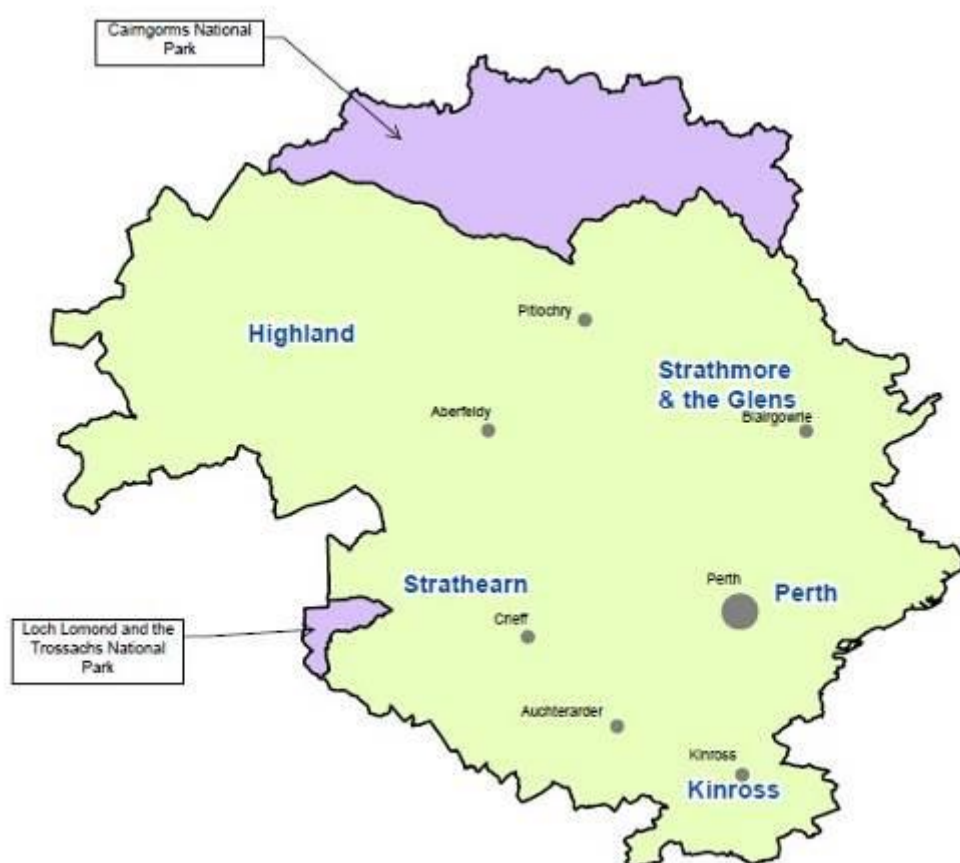 Cairngorms National
Park
Pitlochry
Highland
Strathmore
& the Glens
Aberfeldy
Blairgowrie
Strathearn
Perth
Perth
Loch Lomond and the
Trossachs National
Park
Crieff
Auchterarder
Kinross
Kinross